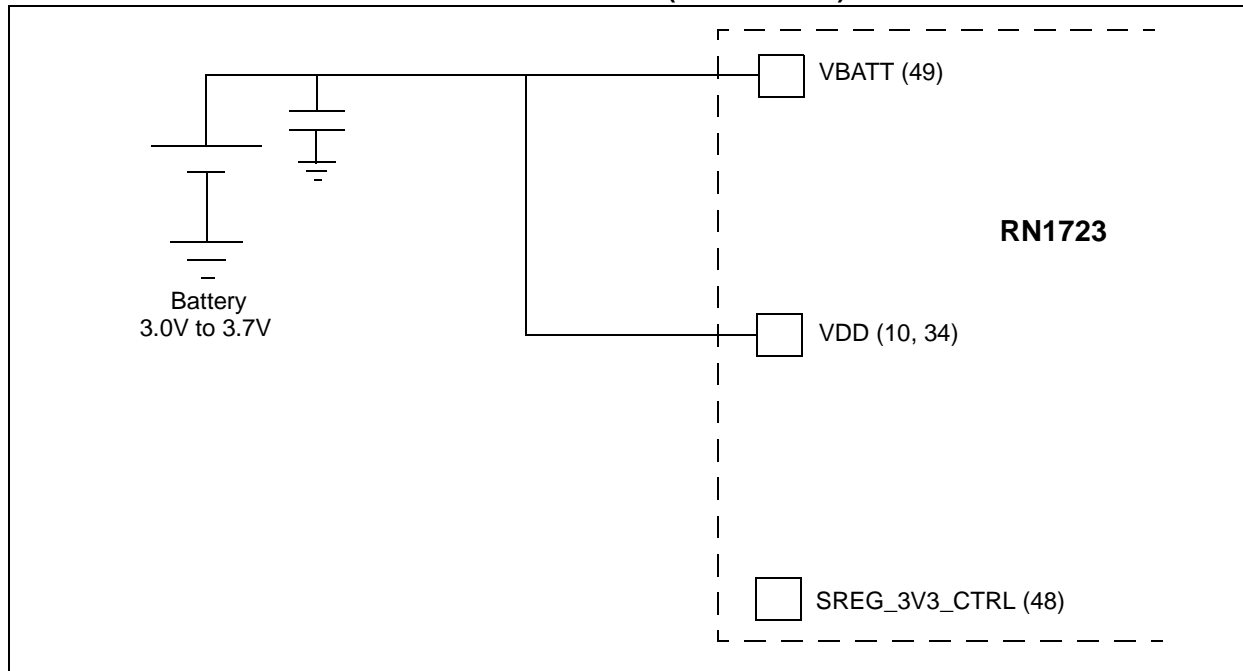 VBATT (49)
RN1723
Battery
3.0V to 3.7V
VDD (10, 34)
SREG_3V3_CTRL (48)